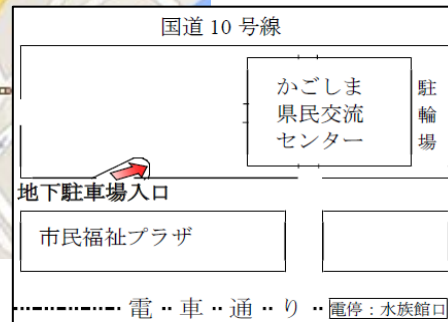 国道10号線
かごしま
県民交流
センター
駐
輪
場
地下駐車場入口
市民福祉プラザ
電車通り
電停：水族館口